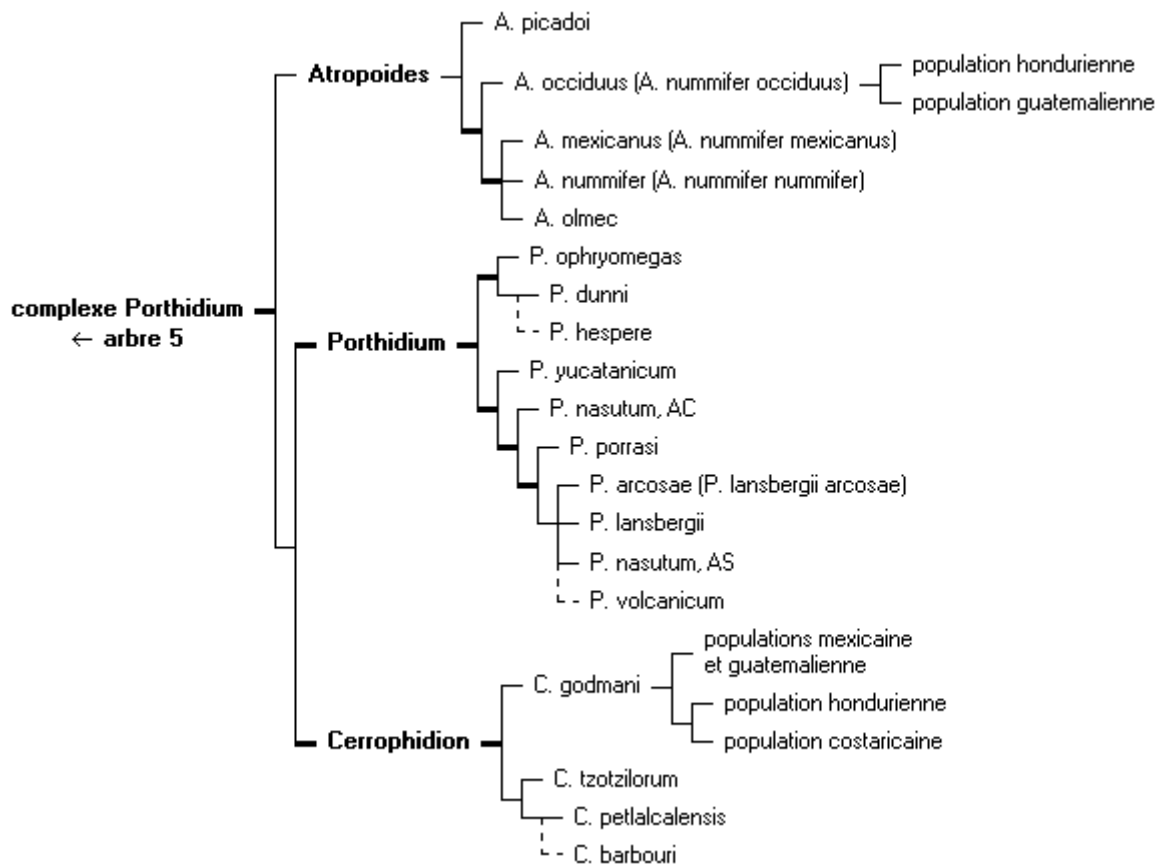 A. picadoi
Atropoides
A. occiduus (A. nummifer occiduus)
population hondurienne
population guatemalienne
A. mexicanus (A. nummifer mexicanus)
A. nummifer (A. nummifer nummifer)
A. olmec
P. ophryomegas
P. dunni
complexe Porthidium
← arbre 5
P. hespere
Porthidium
P. yucatanicum
P. nasutum, AC
P. porrasi
P. arcosae (P. lansbergii arcosae)
P. lansbergii
P. nasutum, AS
P. volcanicum
populations mexicaine
et guatemalienne
C. godmani
population hondurienne
population costaricaine
Cerrophidion
C. tzotzilorum
C. petlalcalensis
C. barbouri